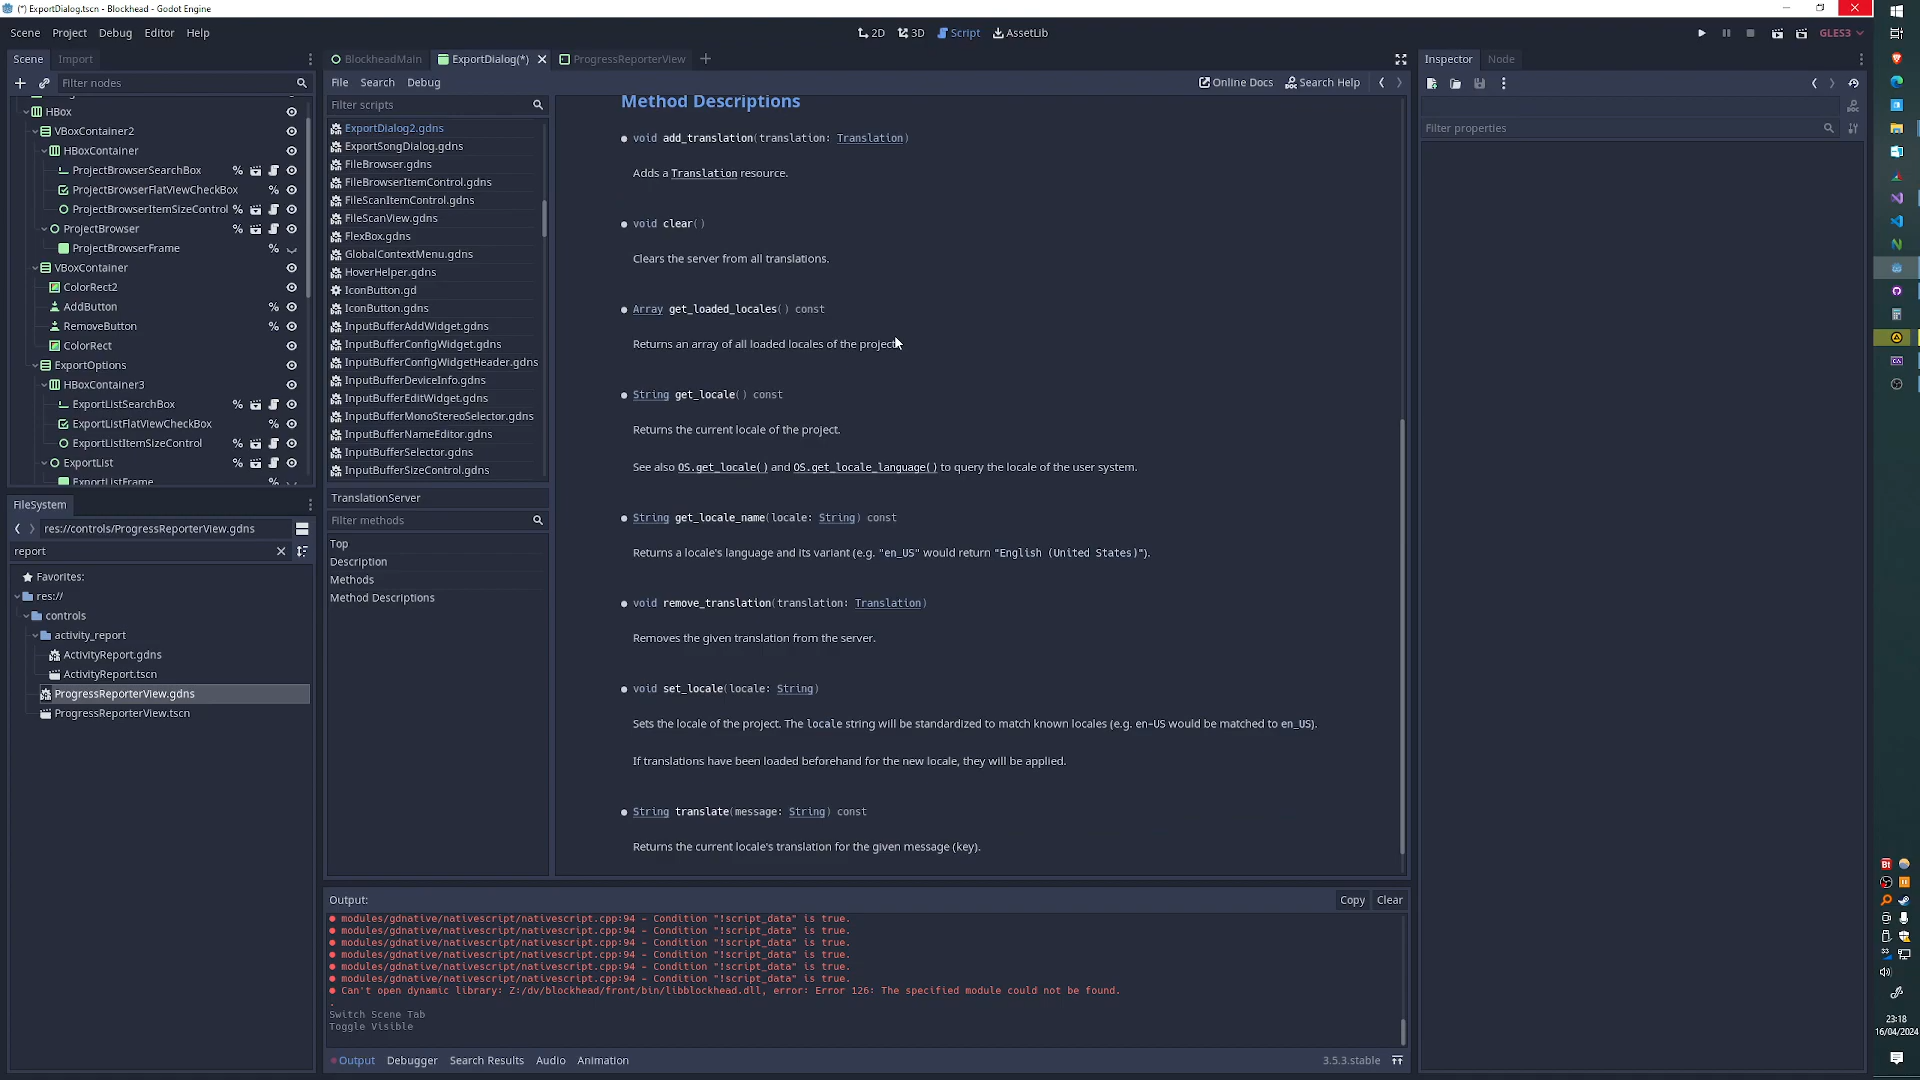 (*) ExportDialog.tscn - Blockhead - Godot Engine
Scene Project Debug Editor Help
2D 3D Script AssetLib
GLES3
Scene Import
BlockheadMain ExportDialog(*) ProgressReporterView
Inspector Node
Filter nodes
File Search Debug
Online Docs Search Help
Filter scripts
Filter properties
HBox
VBoxContainer2
HBoxContainer
ProjectBrowserSearchBox
ProjectBrowserFlatViewCheckBox
ProjectBrowserItemSizeControl
ProjectBrowser
ProjectBrowserFrame
VBoxContainer
ColorRect2
AddButton
RemoveButton
ColorRect
ExportOptions
HBoxContainer3
ExportListSearchBox
ExportListFlatViewCheckBox
ExportListItemSizeControl
ExportList
ExportListFrame
FileSystem
res://controls/ProgressReporterView.gdns
report
Favorites:
res://
controls
activity_report
ActivityReport.gdns
ActivityReport.tscn
ProgressReporterView.gdns
ProgressReporterView.tscn
ExportDialog2.gdns
ExportSongDialog.gdns
FileBrowser.gdns
FileBrowserItemControl.gdns
FileScanItemControl.gdns
FileScanView.gdns
FlexBox.gdns
GlobalContextMenu.gdns
HoverHelper.gdns
IconButton.gd
IconButton.gdns
InputBufferAddWidget.gdns
InputBufferConfigWidget.gdns
InputBufferConfigWidgetHeader.gdns
InputBufferDeviceInfo.gdns
InputBufferEditWidget.gdns
InputBufferMonoStereoSelector.gdns
InputBufferNameEditor.gdns
InputBufferSelector.gdns
InputBufferSizeControl.gdns
TranslationServer
Filter methods
Top
Description
Methods
Method Descriptions
Method Descriptions
void add_translation(translation: Translation)
Adds a Translation resource.
void clear()
Clears the server from all translations.
Array get_loaded_locales() const
Returns an array of all loaded locales of the project.
String get_locale() const
Returns the current locale of the project.
See also OS.get_locale() and OS.get_locale_language() to query the locale of the user system.
String get_locale_name(locale: String) const
Returns a locale's language and its variant (e.g. "en_US" would return "English (United States)").
void remove_translation(translation: Translation)
Removes the given translation from the server.
void set_locale(locale: String)
Sets the locale of the project. The locale string will be standardized to match known locales (e.g. en-US would be matched to en_US).
If translations have been loaded beforehand for the new locale, they will be applied.
String translate(message: String) const
Returns the current locale's translation for the given message (key).
Output:
Copy Clear
modules/gdnative/nativescript/nativescript.cpp:94 - Condition "!script_data" is true.
modules/gdnative/nativescript/nativescript.cpp:94 - Condition "!script_data" is true.
modules/gdnative/nativescript/nativescript.cpp:94 - Condition "!script_data" is true.
modules/gdnative/nativescript/nativescript.cpp:94 - Condition "!script_data" is true.
modules/gdnative/nativescript/nativescript.cpp:94 - Condition "!script_data" is true.
modules/gdnative/nativescript/nativescript.cpp:94 - Condition "!script_data" is true.
Can't open dynamic library: Z:/dv/blockhead/front/bin/libblockhead.dll, error: Error 126: The specified module could not be found.
.
Switch Scene Tab
Toggle Visible
Output Debugger Search Results Audio Animation
3.5.3.stable
23:18
16/04/2024